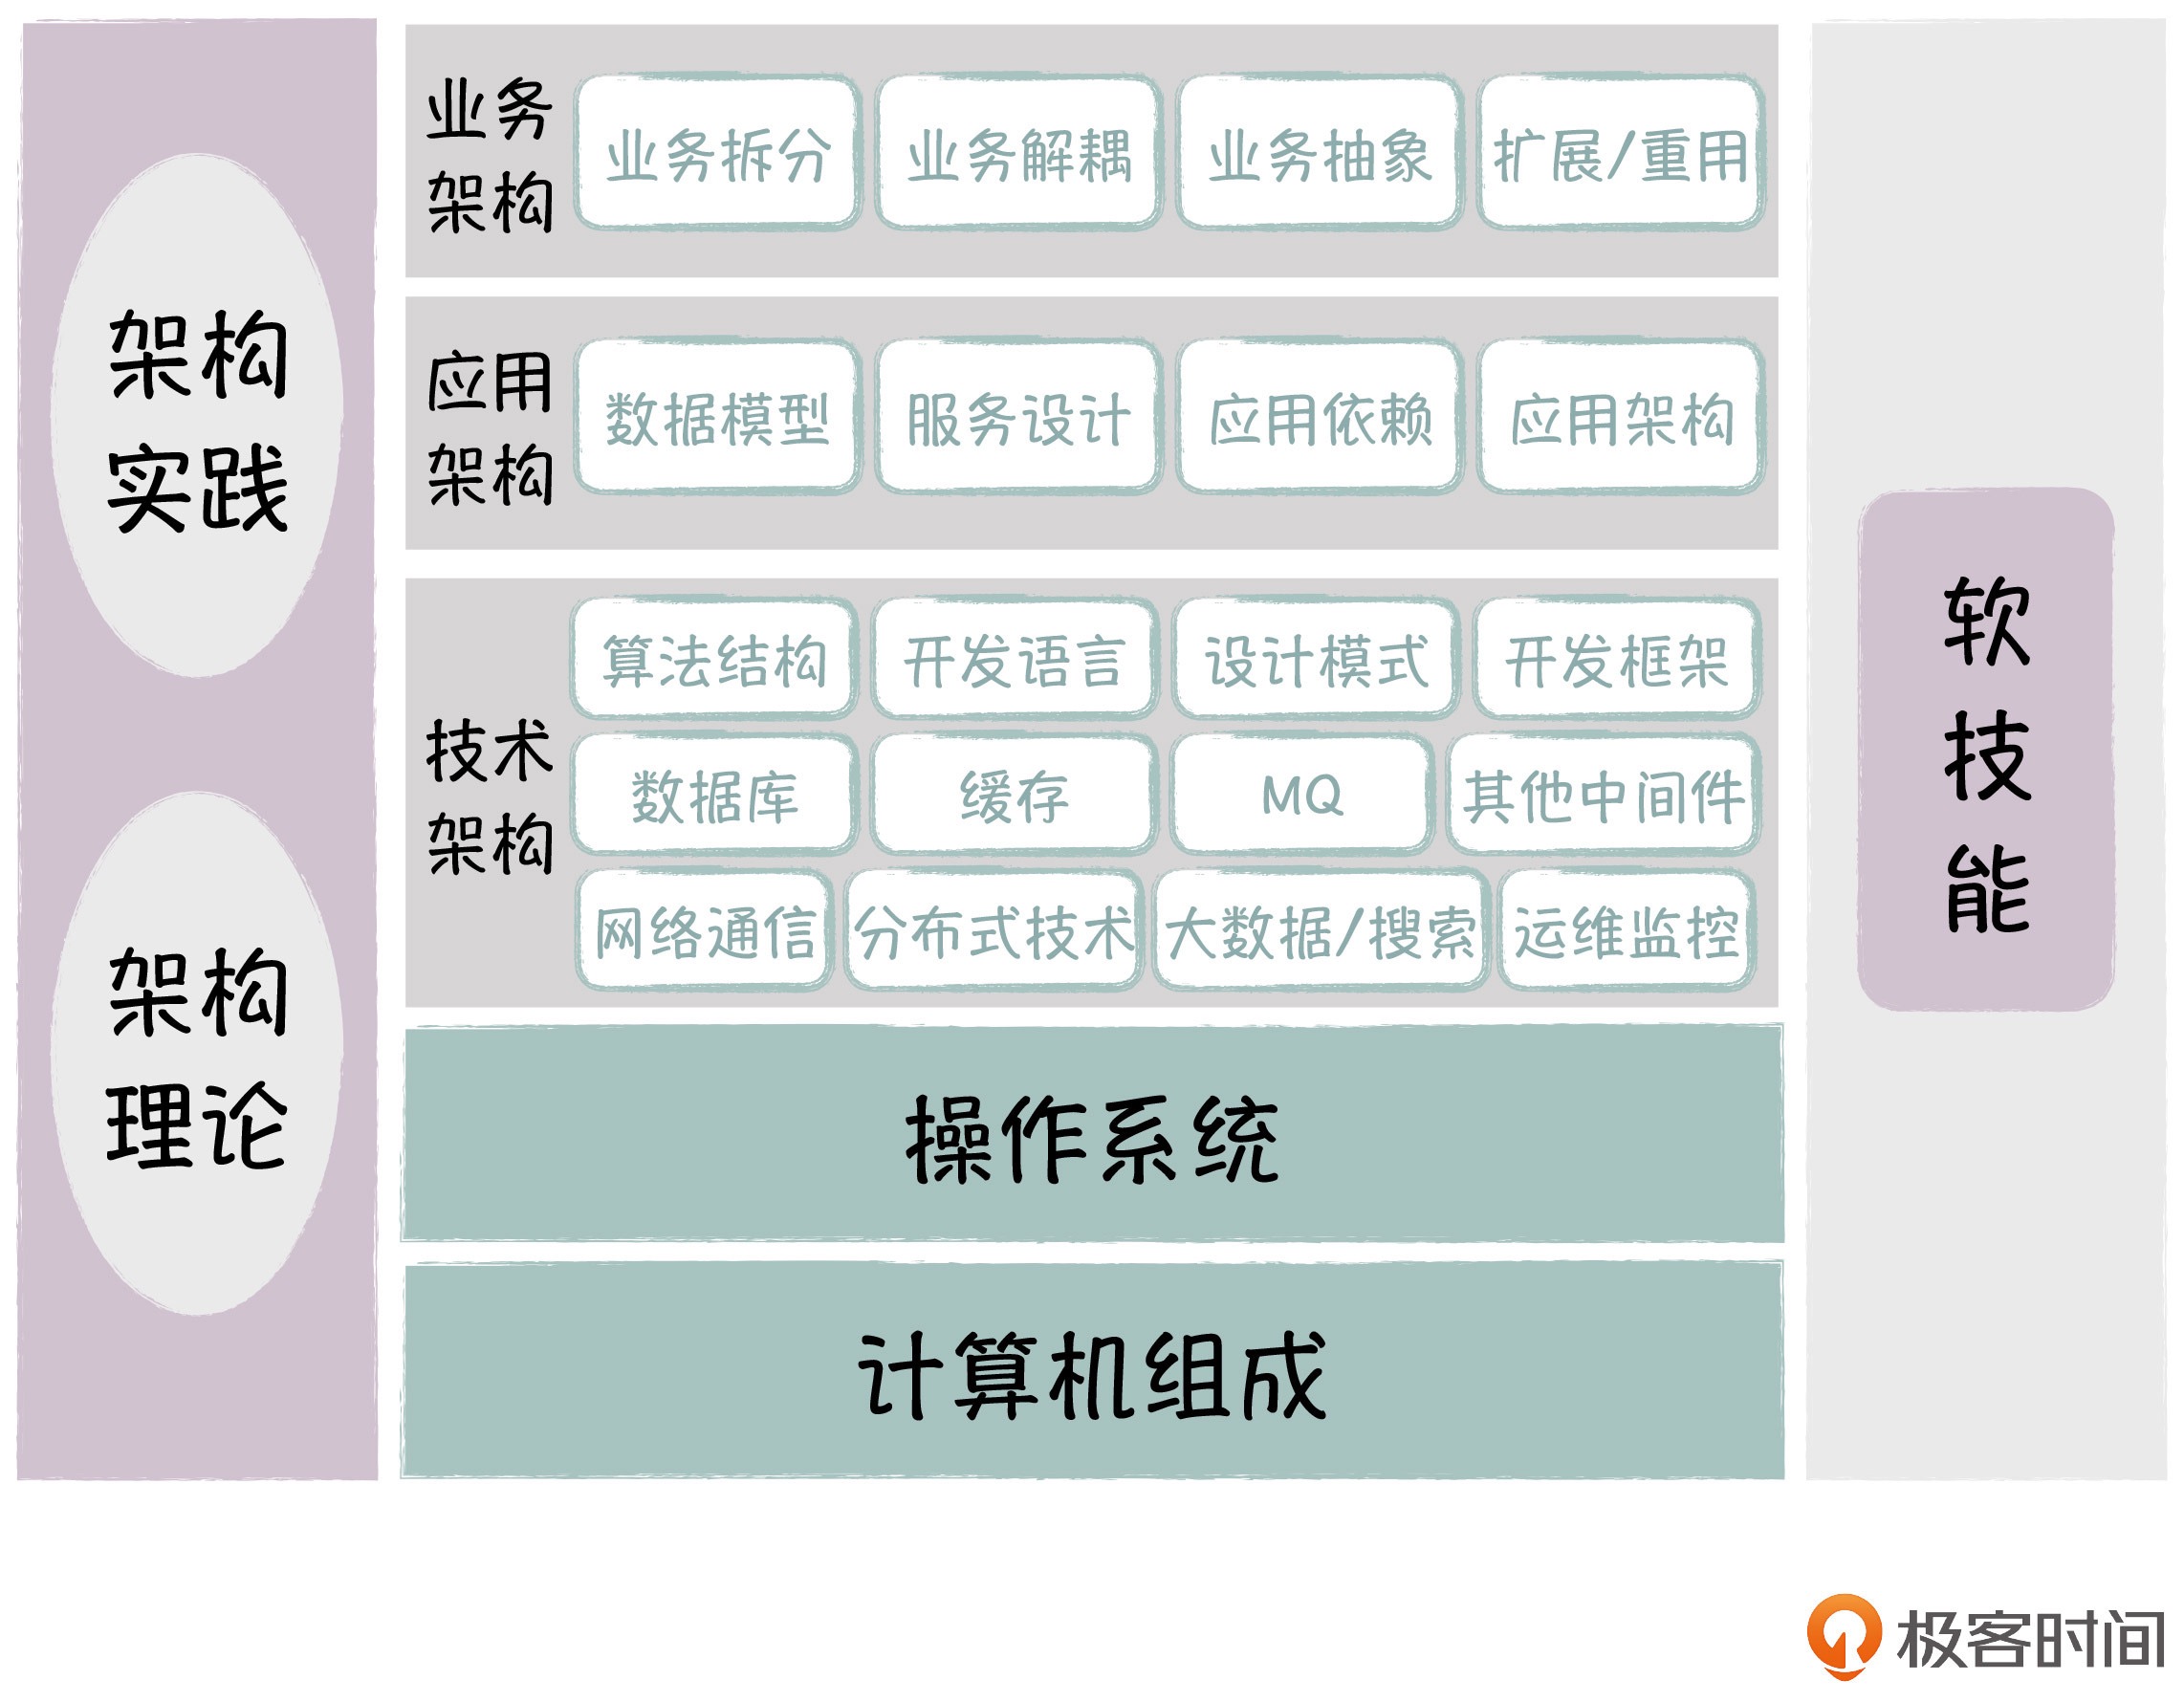 架构
实践
架构
理论
业务
架构
业务拆分
业务解耦
业务抽象
扩展/重用
应用
架构
数据模型
服务设计
应用依赖
应用架构
技术
架构
算法结构
开发语言
设计模式
开发框架
数据库
缓存
MQ
其他中间件
网络通信
分布式技术
大数据/搜索
运维监控
操作系统
计算机组成
软
技
能
极客时间